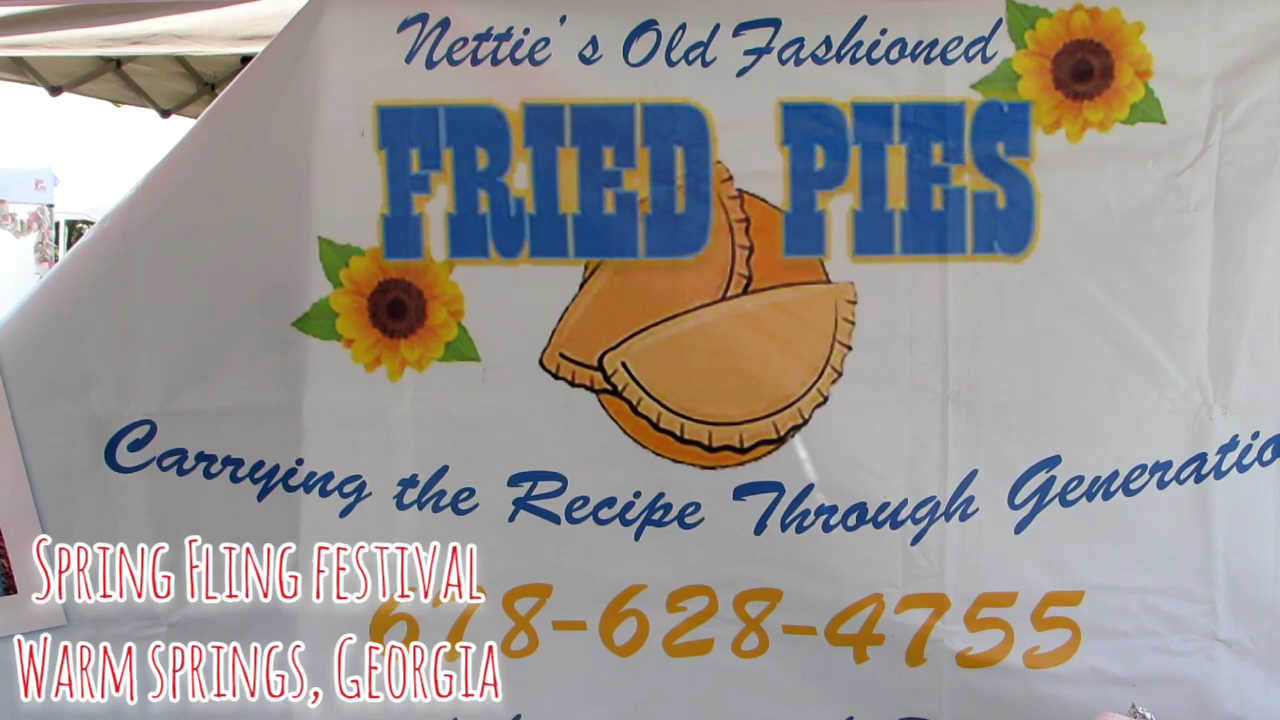 Nettie's Old Fashioned
FRIED PIES
Carrying the Recipe Through Generatio
678-628-4755
Spring Fling festival
Warm springs, Georgia